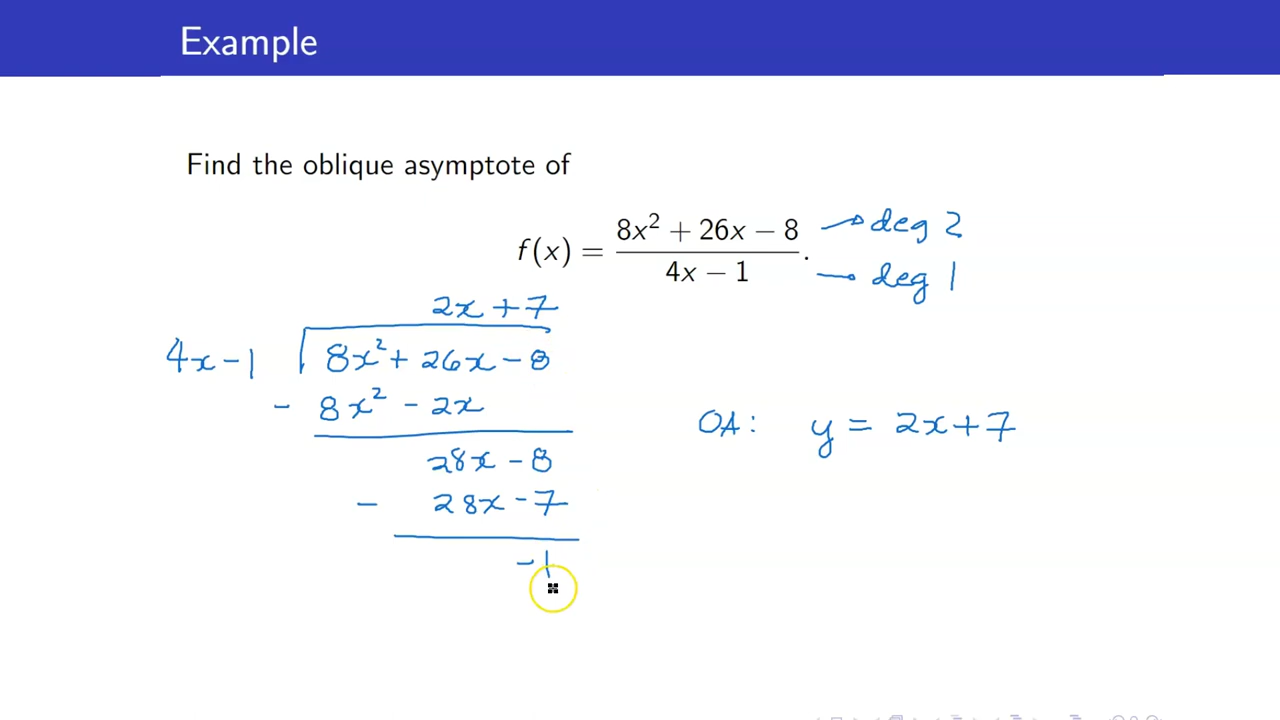 Example
Find the oblique asymptote of
f(x) = (8x² + 26x − 8)/(4x − 1).
→ deg 2
→ deg 1
2x + 7
4x − 1 8x² + 26x − 8
− 8x² − 2x
28x − 8
− 28x − 7
−1
OA: y = 2x + 7